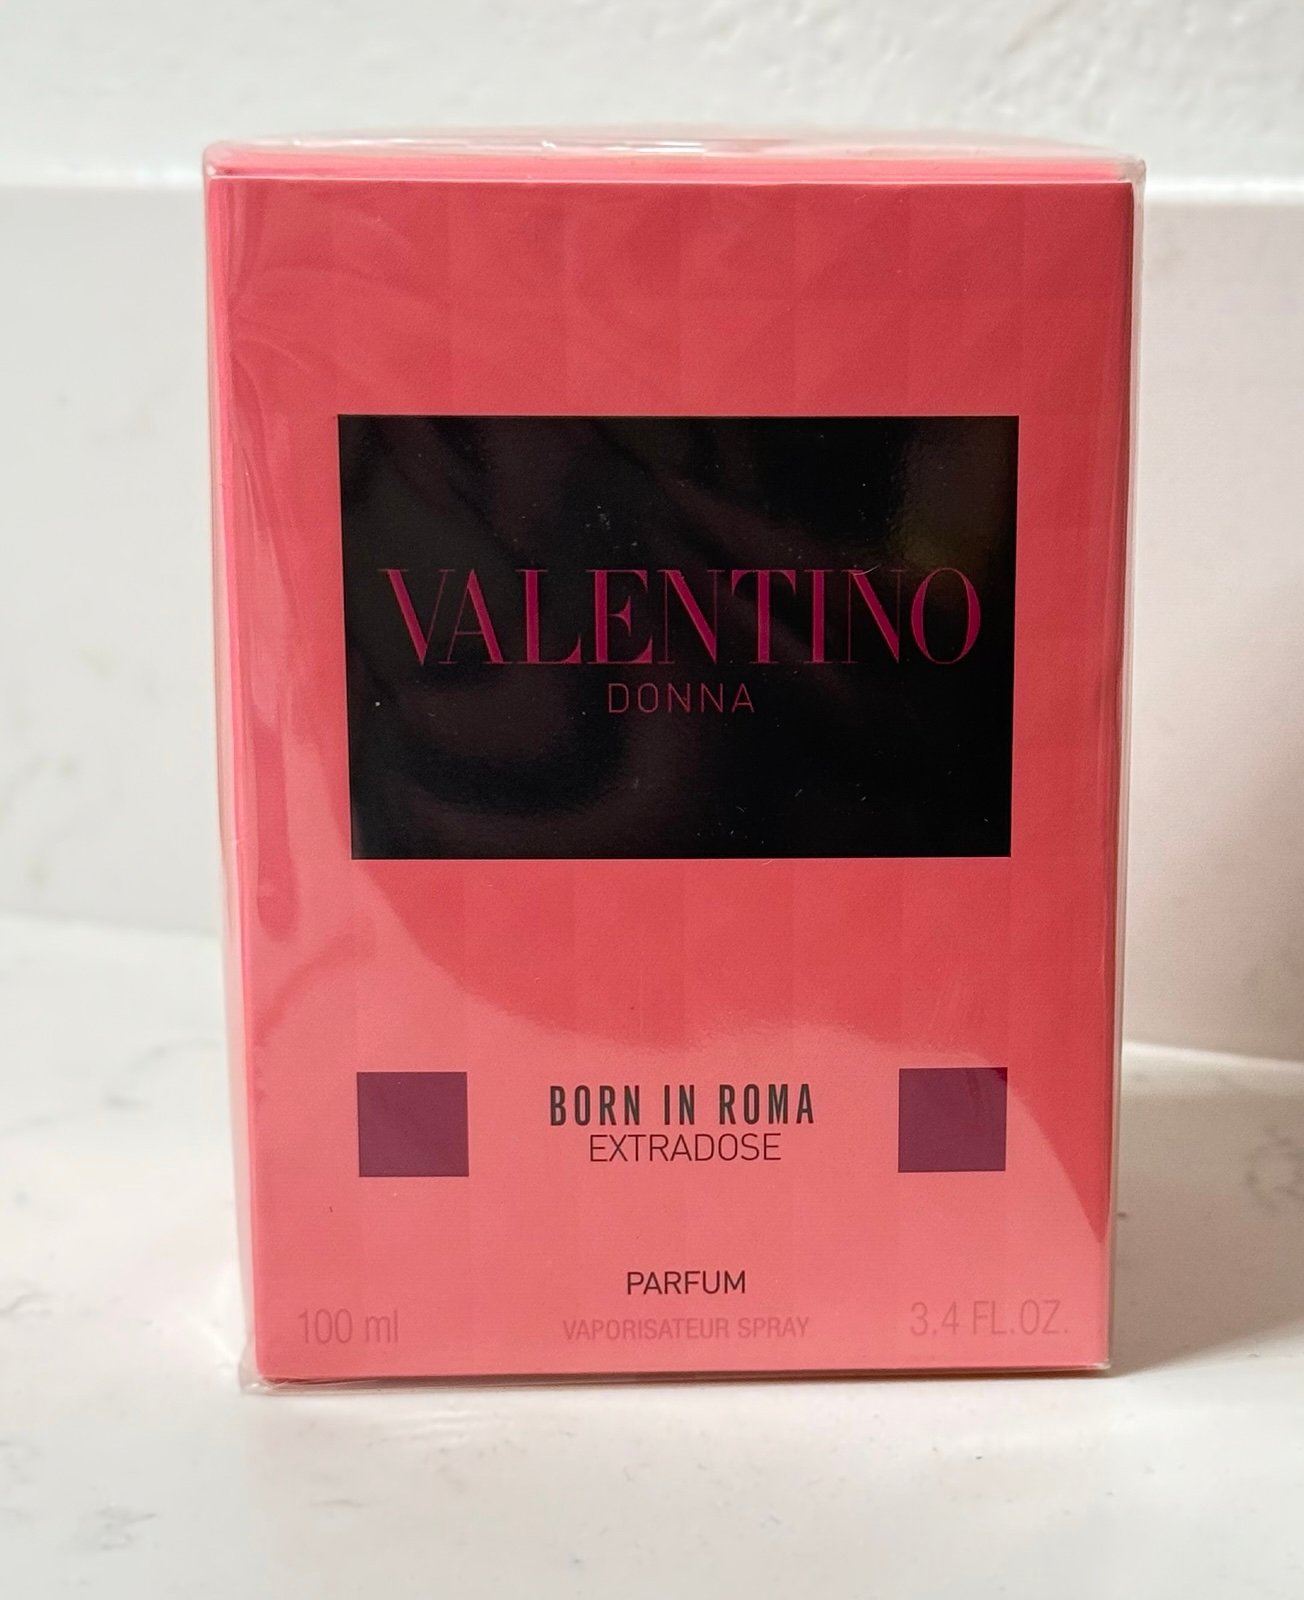 VALENTINO
DONNA
BORN IN ROMA
EXTRADOSE
PARFUM
100 ml
VAPORISATEUR SPRAY
3.4 FL.OZ.